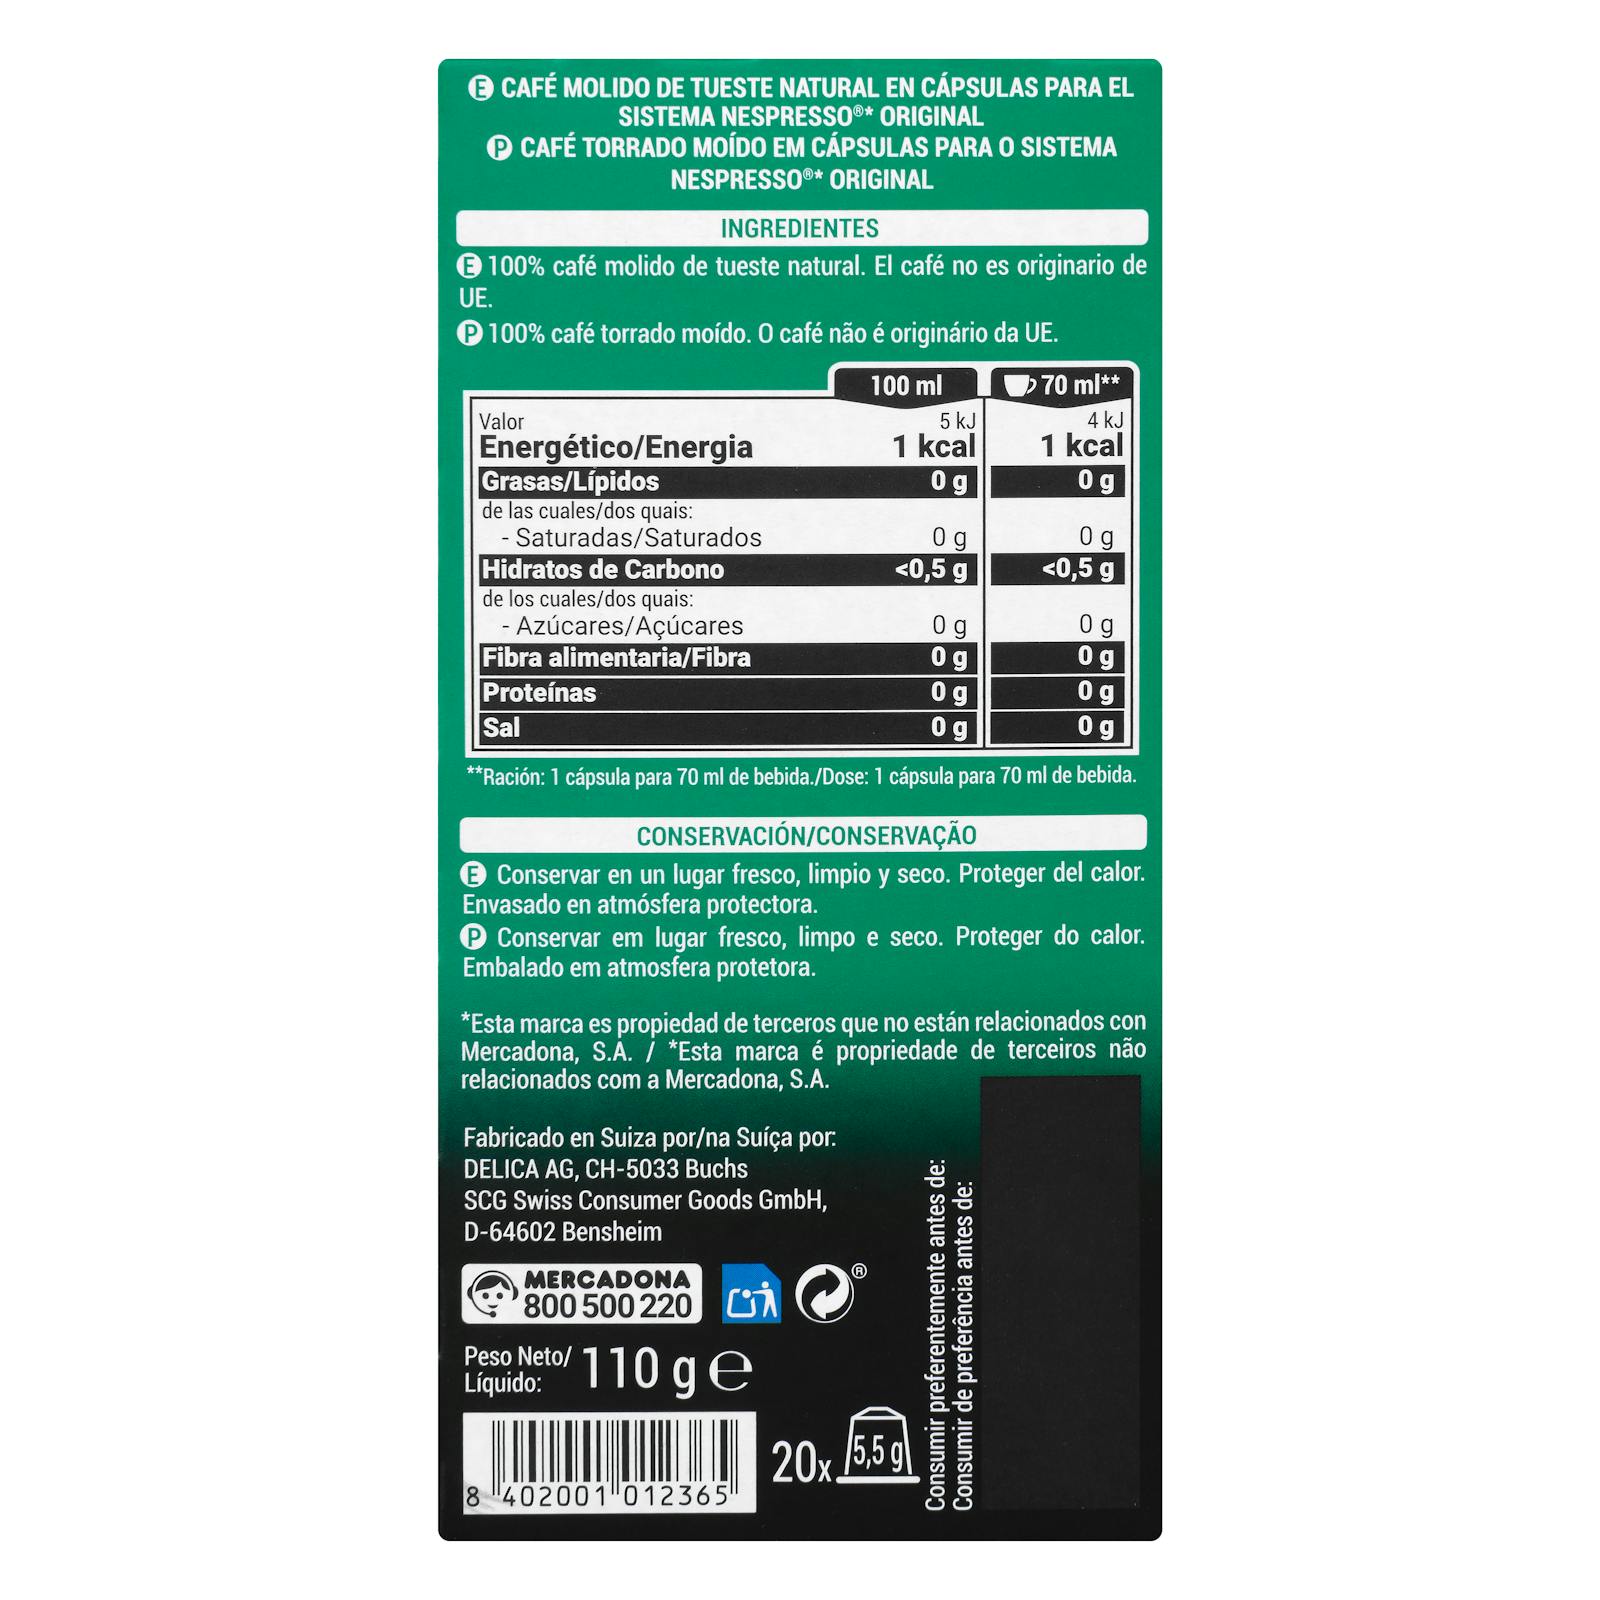 E CAFÉ MOLIDO DE TUESTE NATURAL EN CÁPSULAS PARA EL
SISTEMA NESPRESSO®* ORIGINAL
P CAFÉ TORRADO MOÍDO EM CÁPSULAS PARA O SISTEMA
NESPRESSO®* ORIGINAL
INGREDIENTES
E 100% café molido de tueste natural. El café no es originario de
UE.
P 100% café torrado moído. O café não é originário da UE.
100 ml 70 ml**
Valor 5 kJ 4 kJ
Energético/Energia 1 kcal 1 kcal
Grasas/Lípidos 0 g 0 g
de las cuales/dos quais:
- Saturadas/Saturados 0 g 0 g
Hidratos de Carbono <0,5 g <0,5 g
de los cuales/dos quais:
- Azúcares/Açúcares 0 g 0 g
Fibra alimentaria/Fibra 0 g 0 g
Proteínas 0 g 0 g
Sal 0 g 0 g
**Ración: 1 cápsula para 70 ml de bebida./Dose: 1 cápsula para 70 ml de bebida.
CONSERVACIÓN/CONSERVAÇÃO
E Conservar en un lugar fresco, limpio y seco. Proteger del calor.
Envasado en atmósfera protectora.
P Conservar em lugar fresco, limpo e seco. Proteger do calor.
Embalado em atmosfera protetora.
*Esta marca es propiedad de terceros que no están relacionados con
Mercadona, S.A. / *Esta marca é propriedade de terceiros não
relacionados com a Mercadona, S.A.
Fabricado en Suiza por/na Suíça por:
DELICA AG, CH-5033 Buchs
SCG Swiss Consumer Goods GmbH,
D-64602 Bensheim
MERCADONA
800 500 220
®
Peso Neto/
Líquido:
110 g e
20x 5,5 g
8 402001 012365
Consumir preferentemente antes de:
Consumir de preferência antes de: